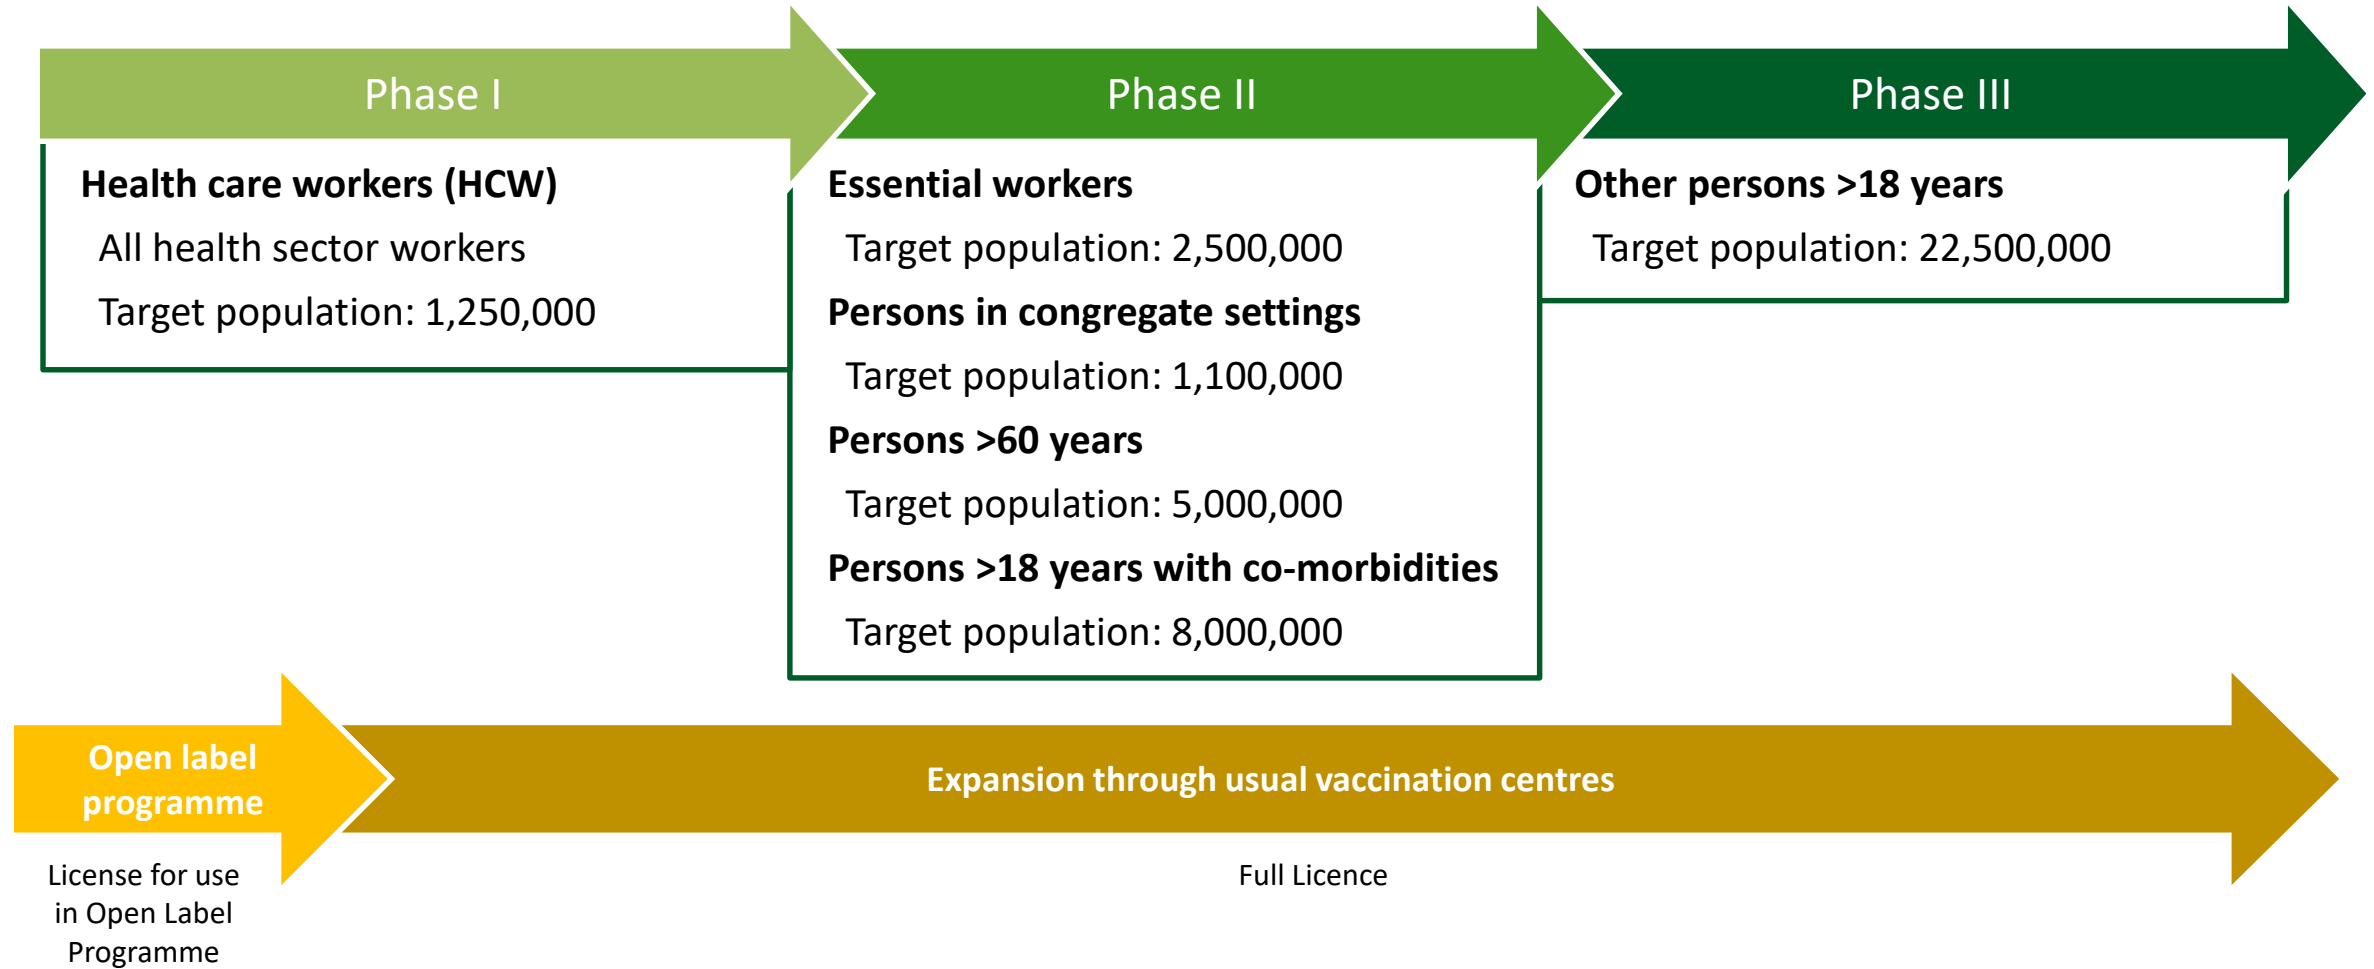 Phase I
Phase II
Phase III
Health care workers (HCW)
All health sector workers
Target population: 1,250,000
Essential workers
Target population: 2,500,000
Persons in congregate settings
Target population: 1,100,000
Persons >60 years
Target population: 5,000,000
Persons >18 years with co-morbidities
Target population: 8,000,000
Other persons >18 years
Target population: 22,500,000
Open label
programme
Expansion through usual vaccination centres
License for use
in Open Label
Programme
Full Licence